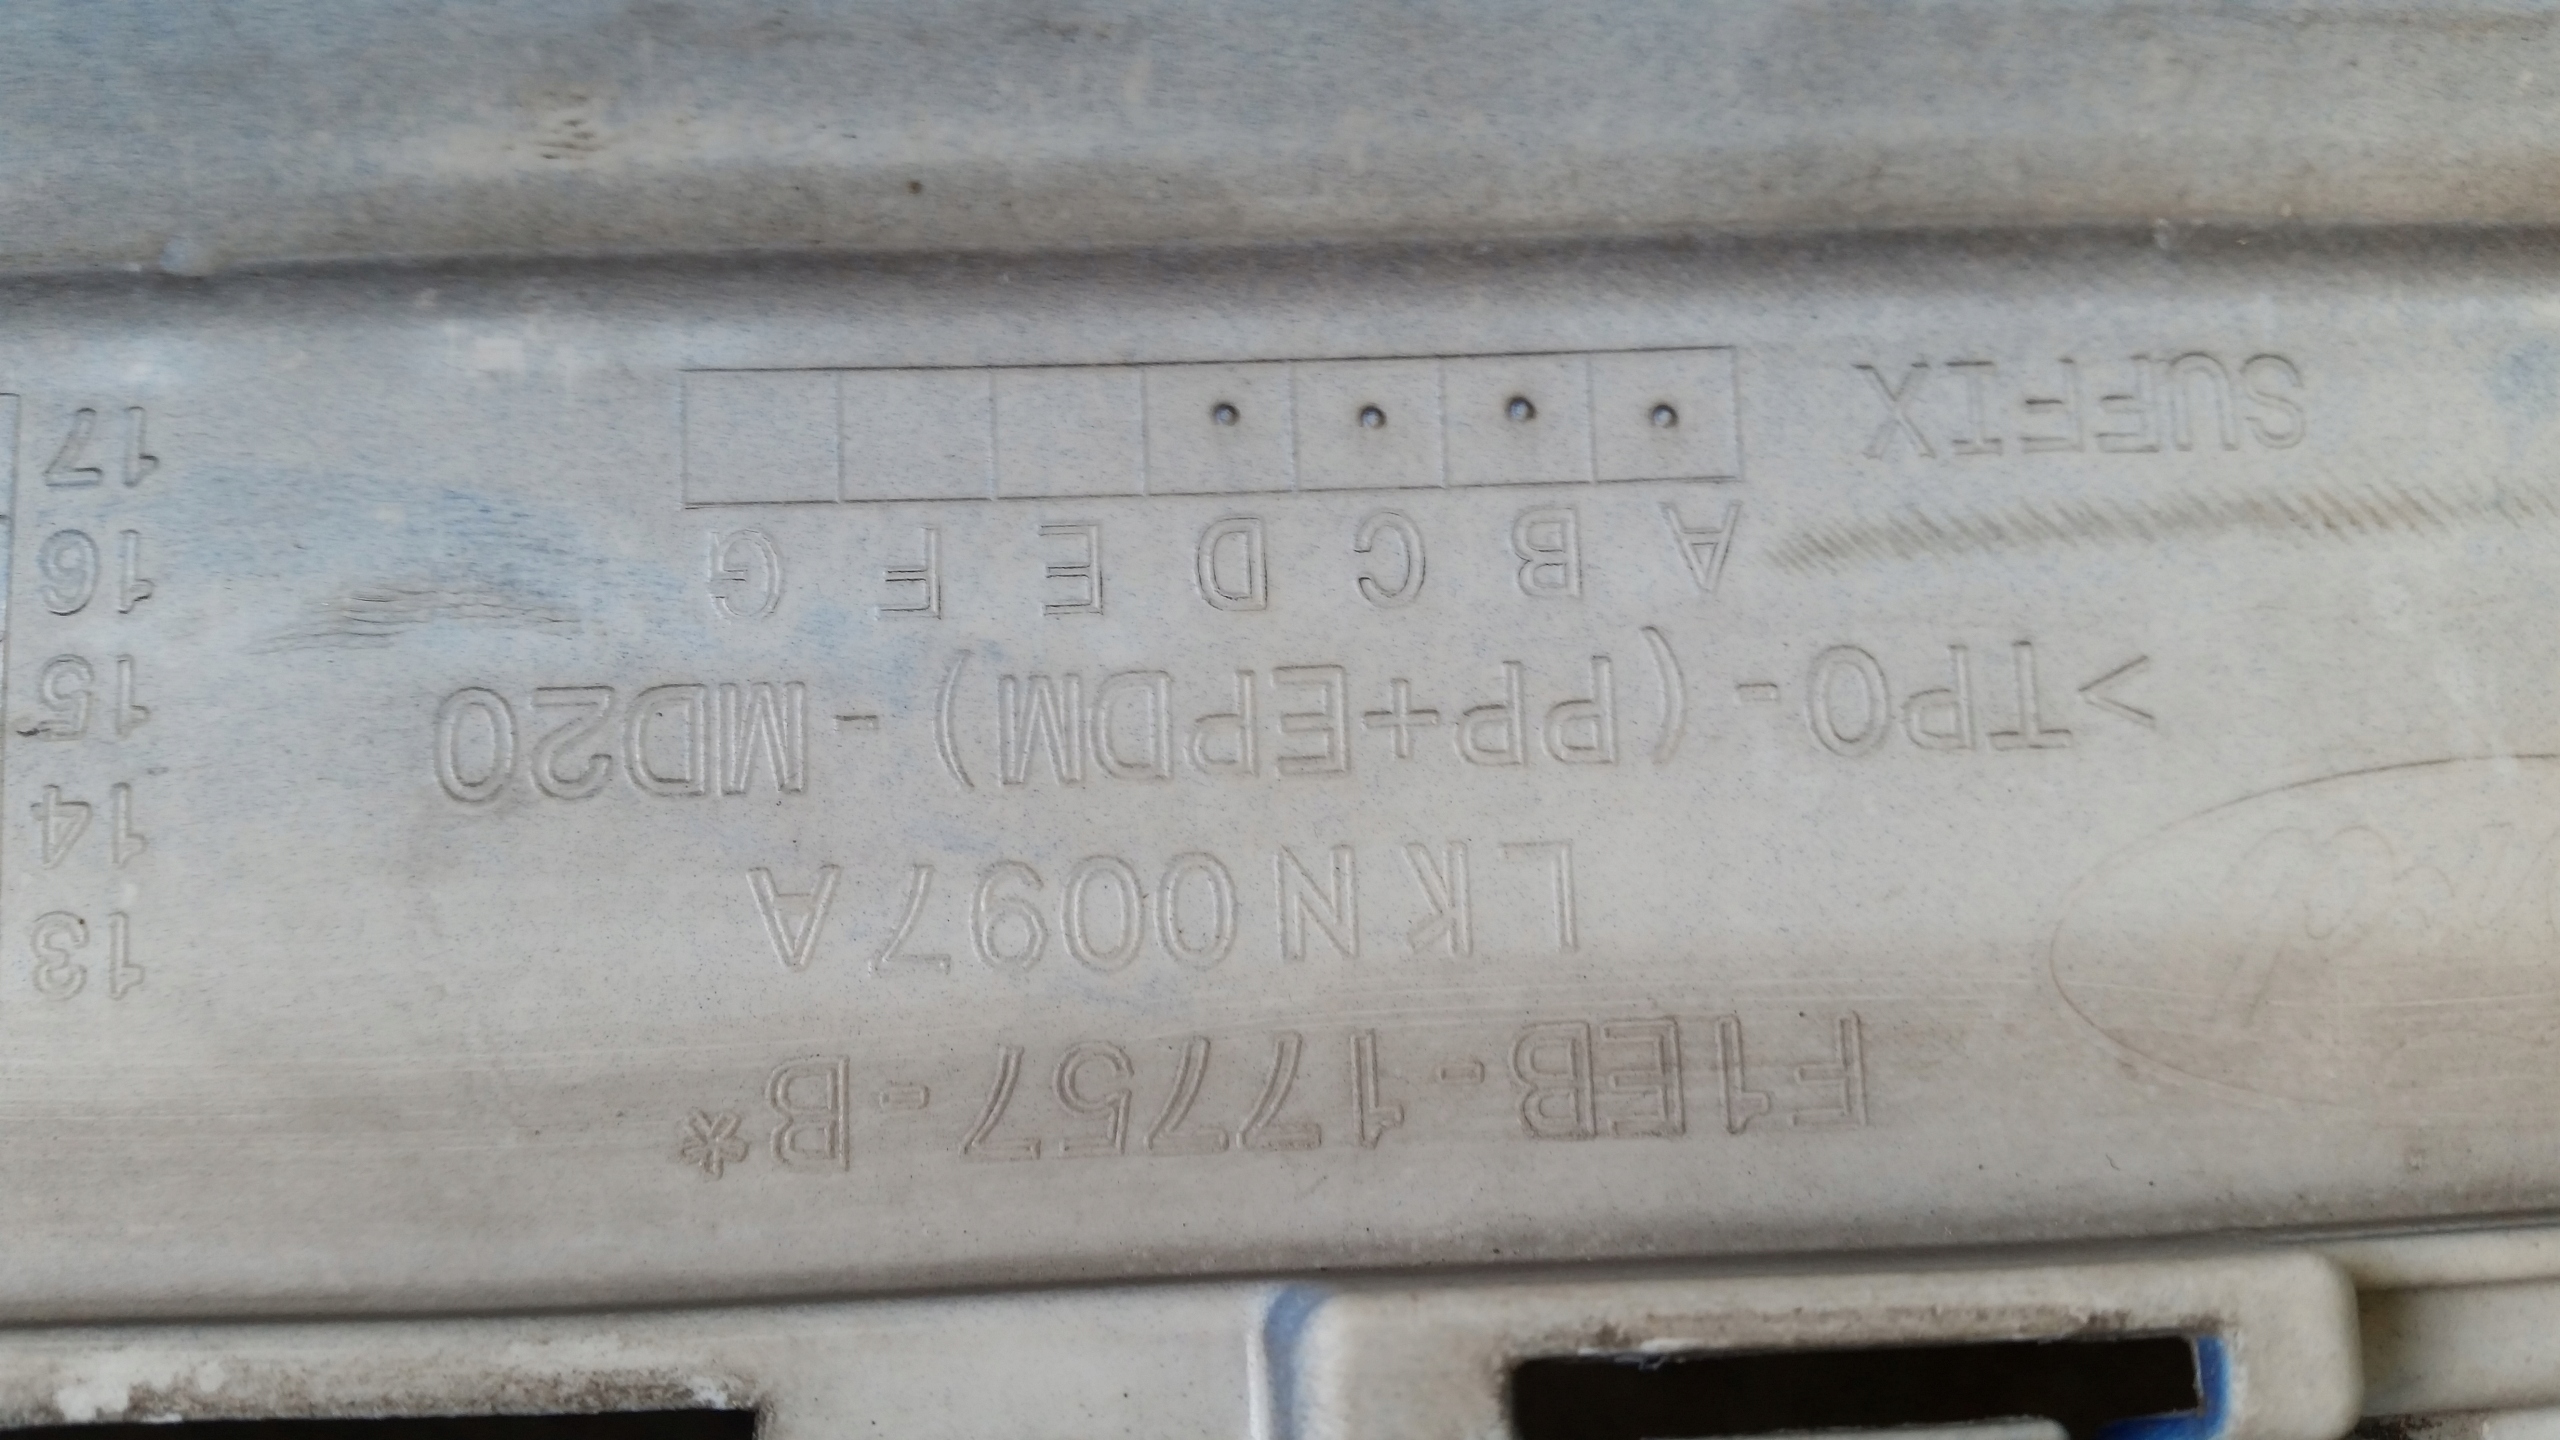 F1EB-17757-B*
LKN0097A
>TPO-(PP+EPDM)-MD20
A B C D E F G
SUFFIX
13
14
15
16
17